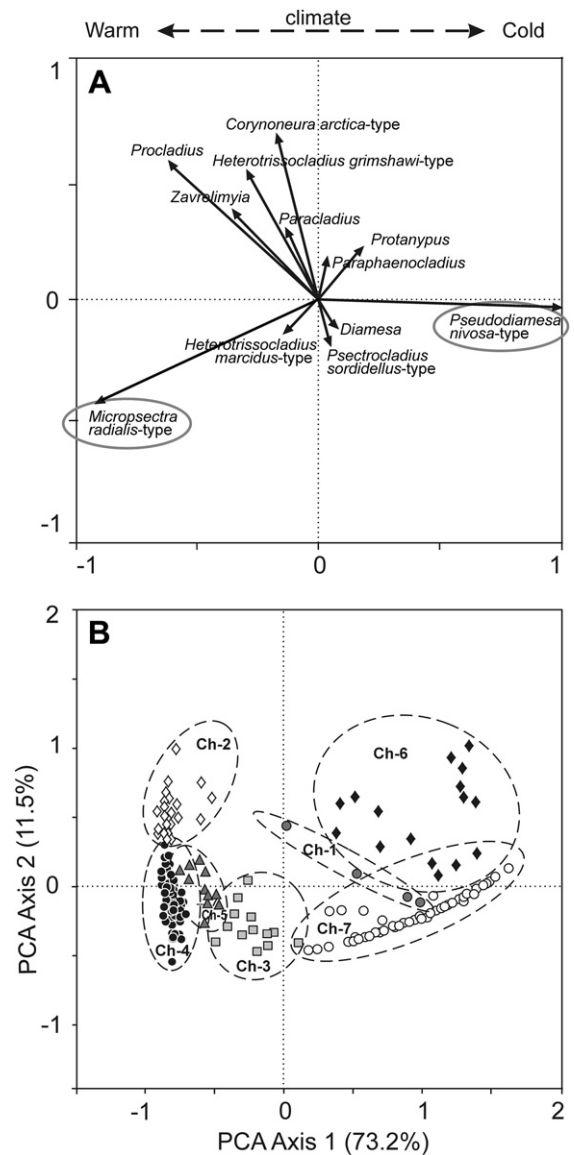 climate
Warm Cold
1
A
Corynoneura arctica-type
Procladius Heterotrissocladius grimshawi-type
Zavrelimyia
Paracladius
Protanypus
Paraphaenocladius
0
Diamesa
Pseudodiamesa
nivosa-type
Heterotrissocladius
marcidus-type
Psectrocladius
sordidellus-type
Micropsectra
radialis-type
-1
-1 0 1
2
B
Ch-2
Ch-6
1
Ch-1
0
Ch-5
Ch-4
Ch-3
Ch-7
-1
PCA Axis 2 (11.5%)
-1 0 1 2
PCA Axis 1 (73.2%)